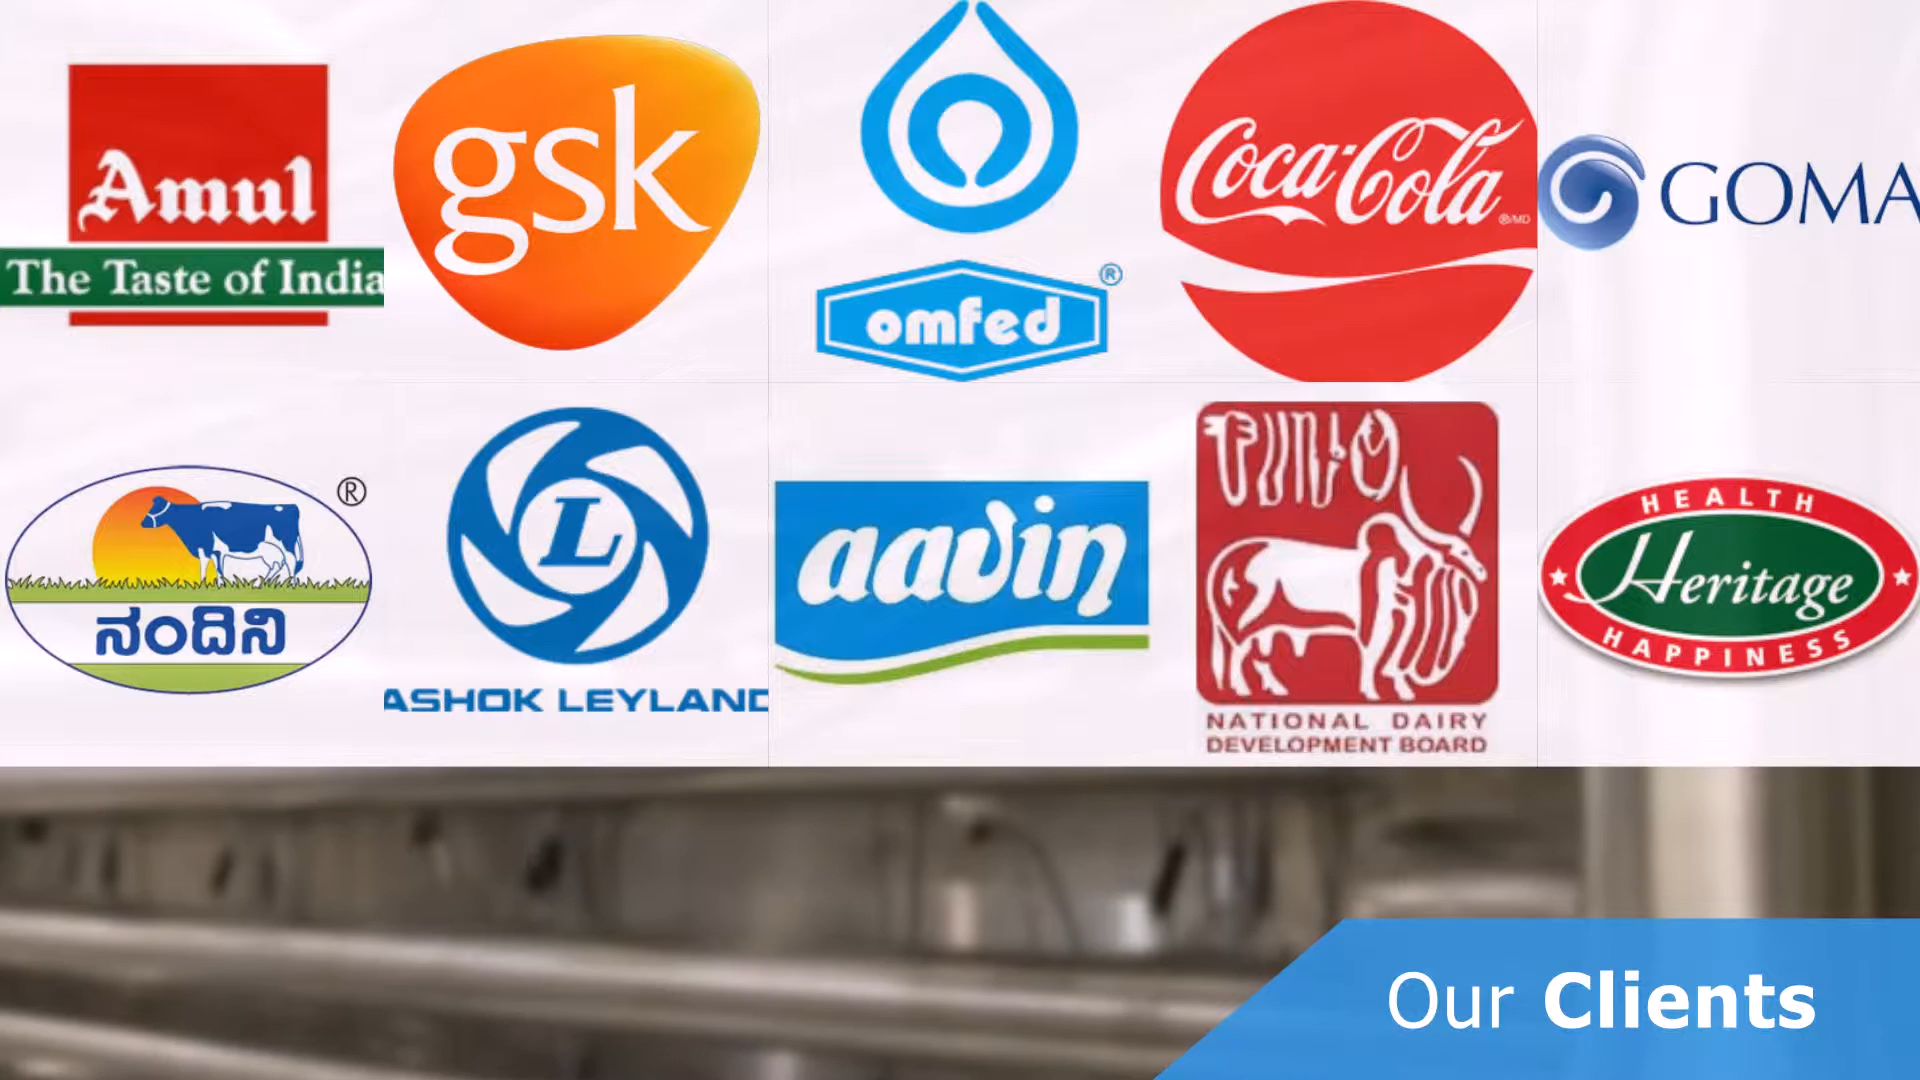 Amul
The Taste of India
gsk
omfed ®
Coca-Cola ®/MD
GOMA
®
ನಂದಿನಿ
L
ASHOK LEYLAND
aavin
NATIONAL DAIRY
DEVELOPMENT BOARD
HEALTH
Heritage
HAPPINESS
Our Clients